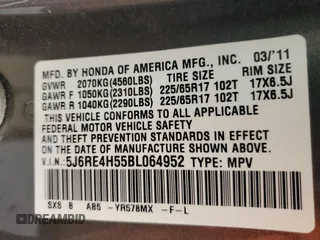 MFD. BY HONDA OF AMERICA MFG., INC. 03/'11
GVWR 2070KG(4560LBS) TIRE SIZE RIM SIZE
GAWR F 1050KG(2310LBS) 225/65R17 102T 17X6.5J
GAWR R 1040KG(2290LBS) 225/65R17 102T 17X6.5J
THIS VEHICLE CONFORMS TO ALL APPLICABLE
FEDERAL MOTOR VEHICLE SAFETY
STANDARDS IN EFFECT ON THE DATE OF
MANUFACTURE SHOWN ABOVE.
V.I.N.: 5J6RE4H55BL064952 TYPE: MPV
SXS 8 A85 -YR578MX -F-L
DREAMBID